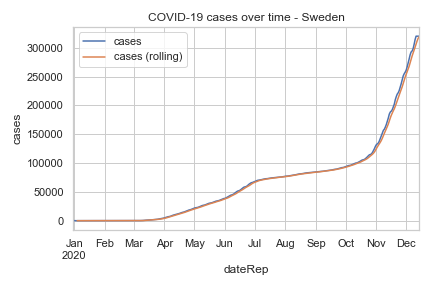 COVID-19 cases over time - Sweden
cases
cases (rolling)
cases
300000
250000
200000
150000
100000
50000
0
Jan Feb Mar Apr May Jun Jul Aug Sep Oct Nov Dec
2020
dateRep